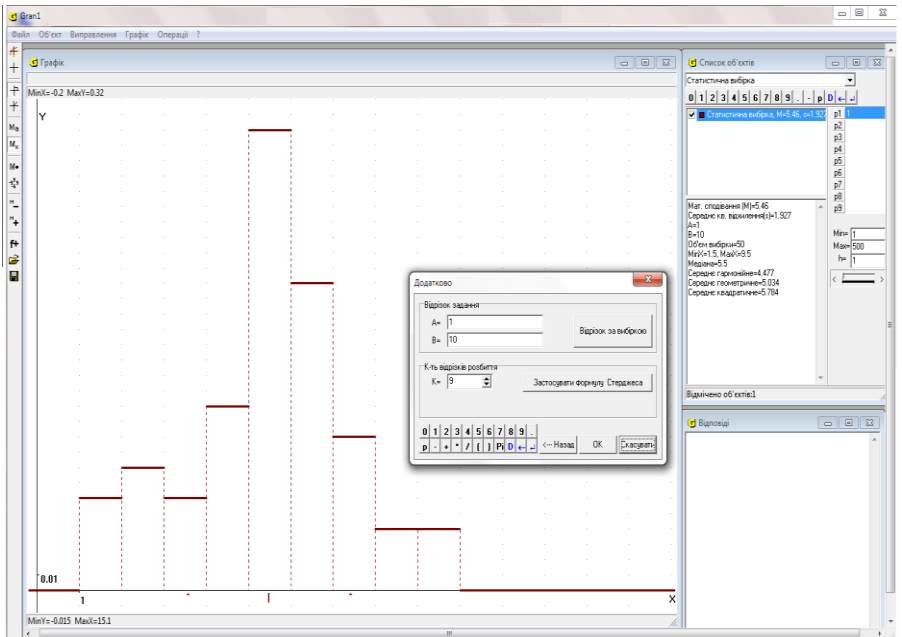 Gran1
Файл Об'єкт Виправлення Графік Операції ?
Графік
MinX=-0.2 MaxY=0.32
Y
0.01
1
X
MinY=-0.015 MaxX=15.1
Список об'єктів
Статистична вибірка
0 1 2 3 4 5 6 7 8 9 . - p D ← ↲
Статистична вибірка, M=5.46, s=1.927
p1 1
p2
p3
p4
p5
p6
p7
p8
p9
Мат. сподівання (M)=5.46
Середнє кв. відхилення(s)=1.927
A=1
B=10
Об'єм вибірки=50
MinX=1.5, MaxX=9.5
Медіана=5.5
Середнє гармонійне=4.477
Середнє геометричне=5.034
Середнє квадратичне=5.784
Min= 1
Max= 500
h= 1
Відмічено об'єктів:1
Відповіді
Додатково
Відрізок задання
A= 1
B= 10
Відрізок за вибіркою
К-ть відрізків розбиття
K= 9
Застосувати формулу Стерджеса
0 1 2 3 4 5 6 7 8 9 .
p - + * / ( ) Pi D ← ↲
<-- Назад
OK
Скасувати